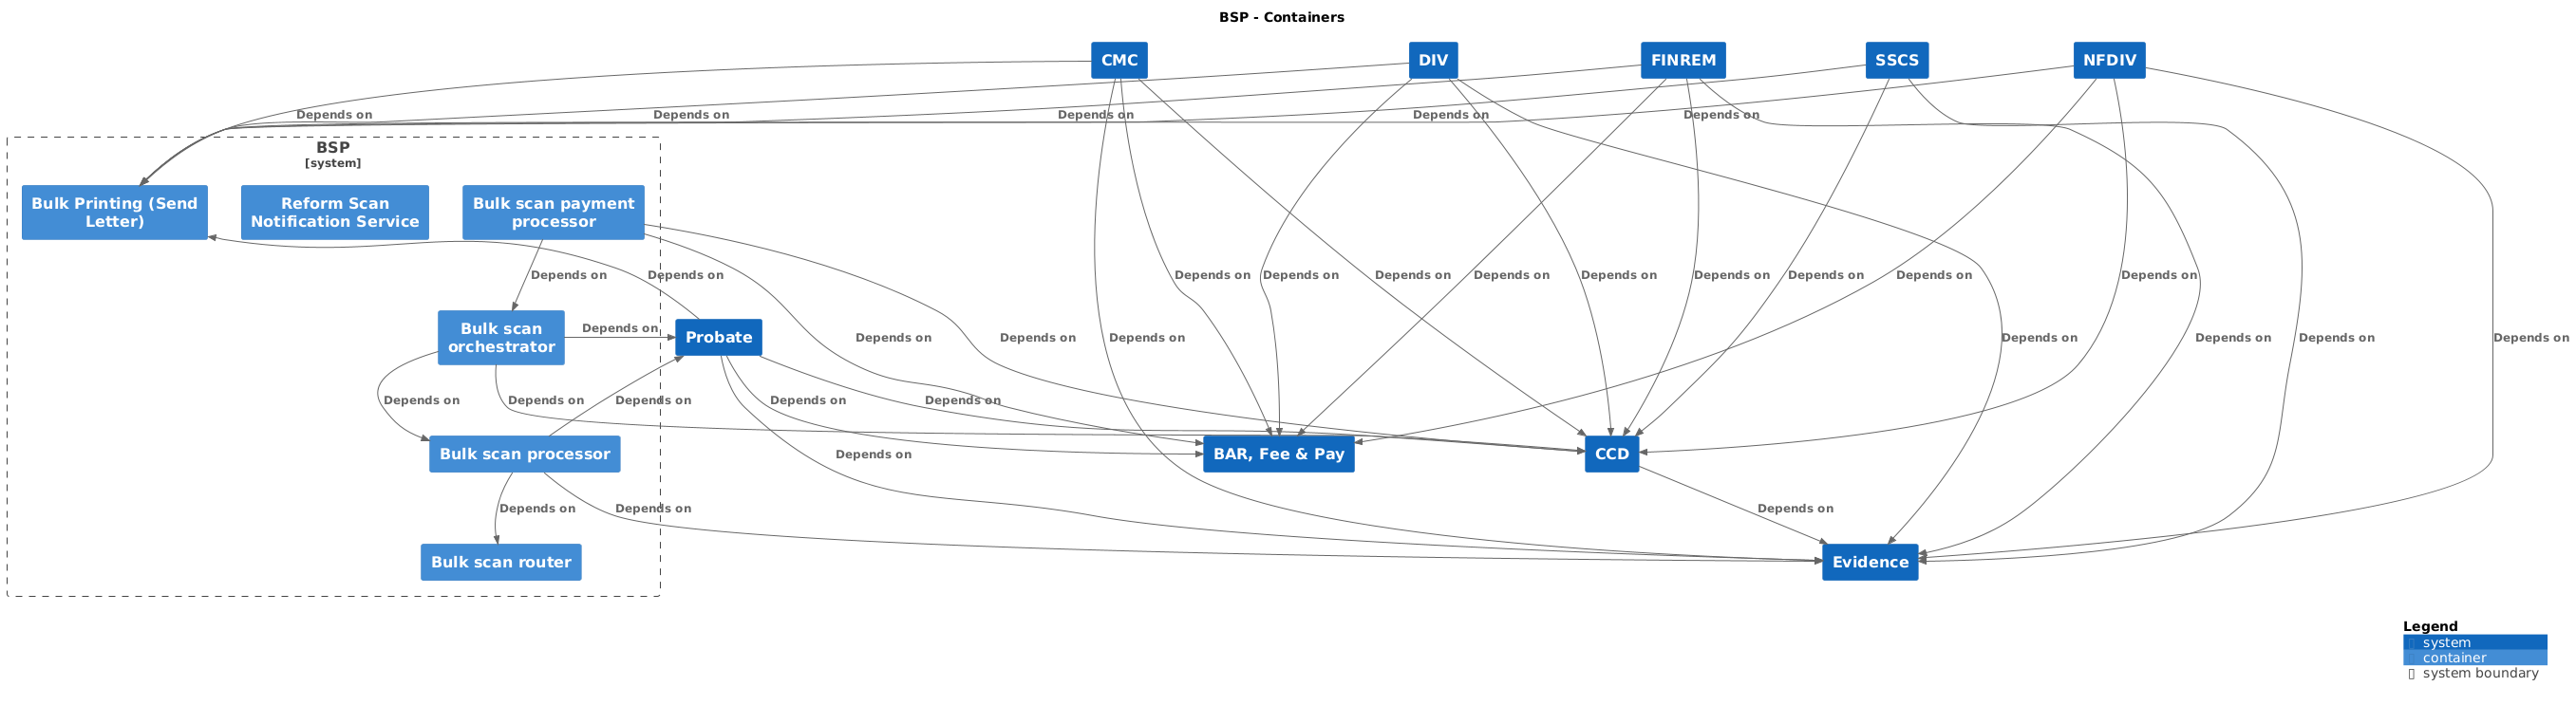 BSP - Containers
CMC
DIV
FINREM
SSCS
NFDIV
Depends on
Depends on
Depends on
Depends on
Depends on
BSP
[system]
Bulk Printing (Send
Letter)
Reform Scan
Notification Service
Bulk scan payment
processor
Depends on
Depends on
Depends on
Depends on
Depends on
Depends on
Depends on
Depends on
Depends on
Depends on
Depends on
Bulk scan
orchestrator
Depends on
Probate
Depends on
Depends on
Depends on
Depends on
Depends on
Depends on
Depends on
Depends on
Depends on
Depends on
Depends on
Depends on
Bulk scan processor
Depends on
BAR, Fee & Pay
CCD
Depends on
Depends on
Depends on
Bulk scan router
Evidence
Legend
system
container
system boundary